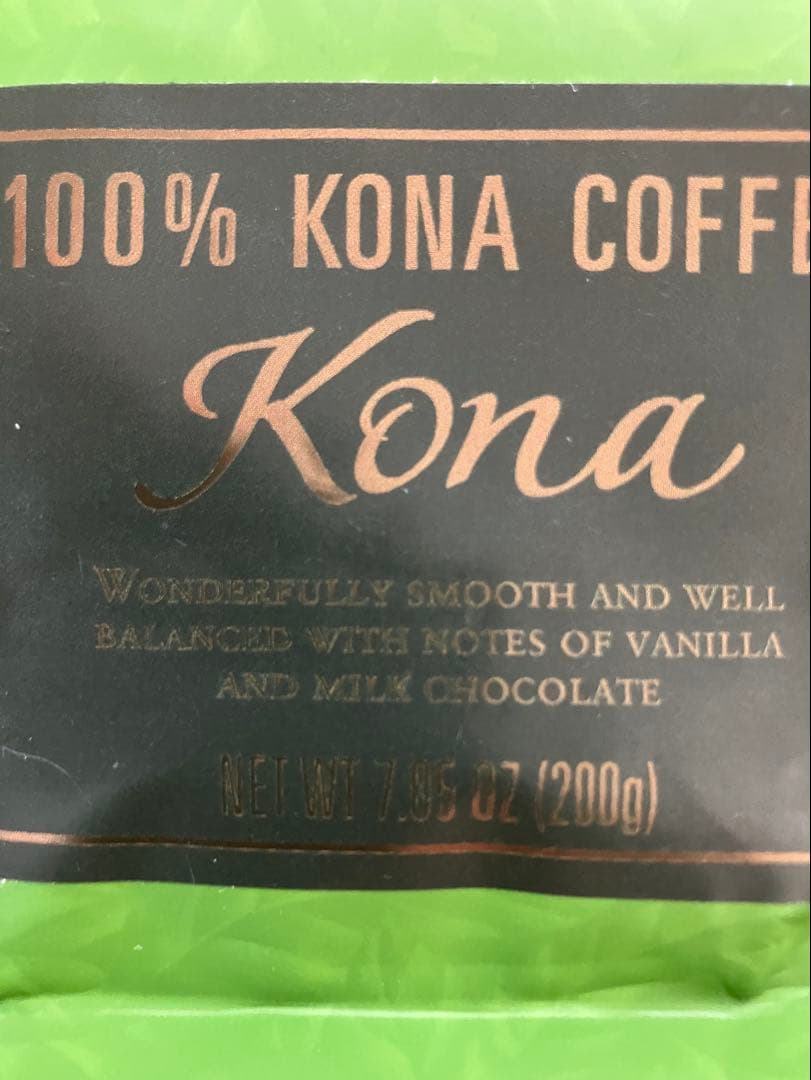 100% KONA COFFE
Kona
WONDERFULLY SMOOTH AND WELL
BALANCED WITH NOTES OF VANILLA
AND MILK CHOCOLATE
NET WT 7.05 OZ (200g)